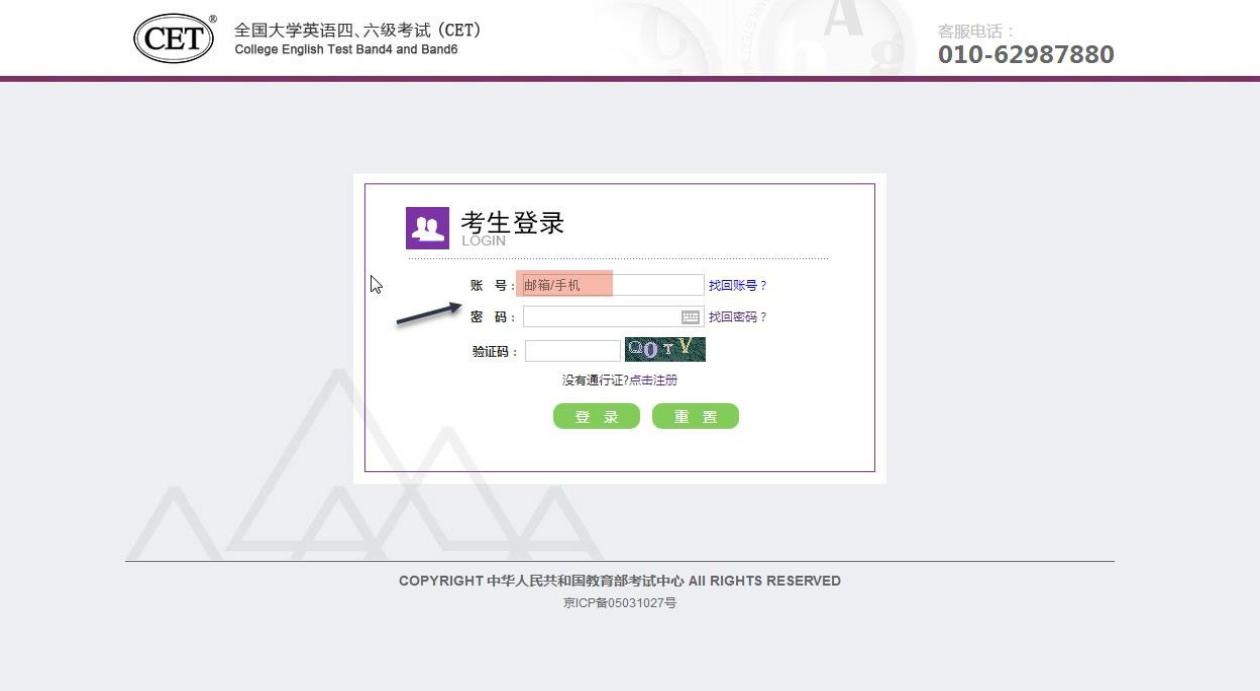 CET®
全国大学英语四、六级考试（CET）
College English Test Band4 and Band6
客服电话：
010-62987880
考生登录
LOGIN
账 号： 邮箱/手机 找回账号？
密 码： 找回密码？
验证码： QOTV
没有通行证?点击注册
登 录 重 置
COPYRIGHT 中华人民共和国教育部考试中心 All RIGHTS RESERVED
京ICP备05031027号